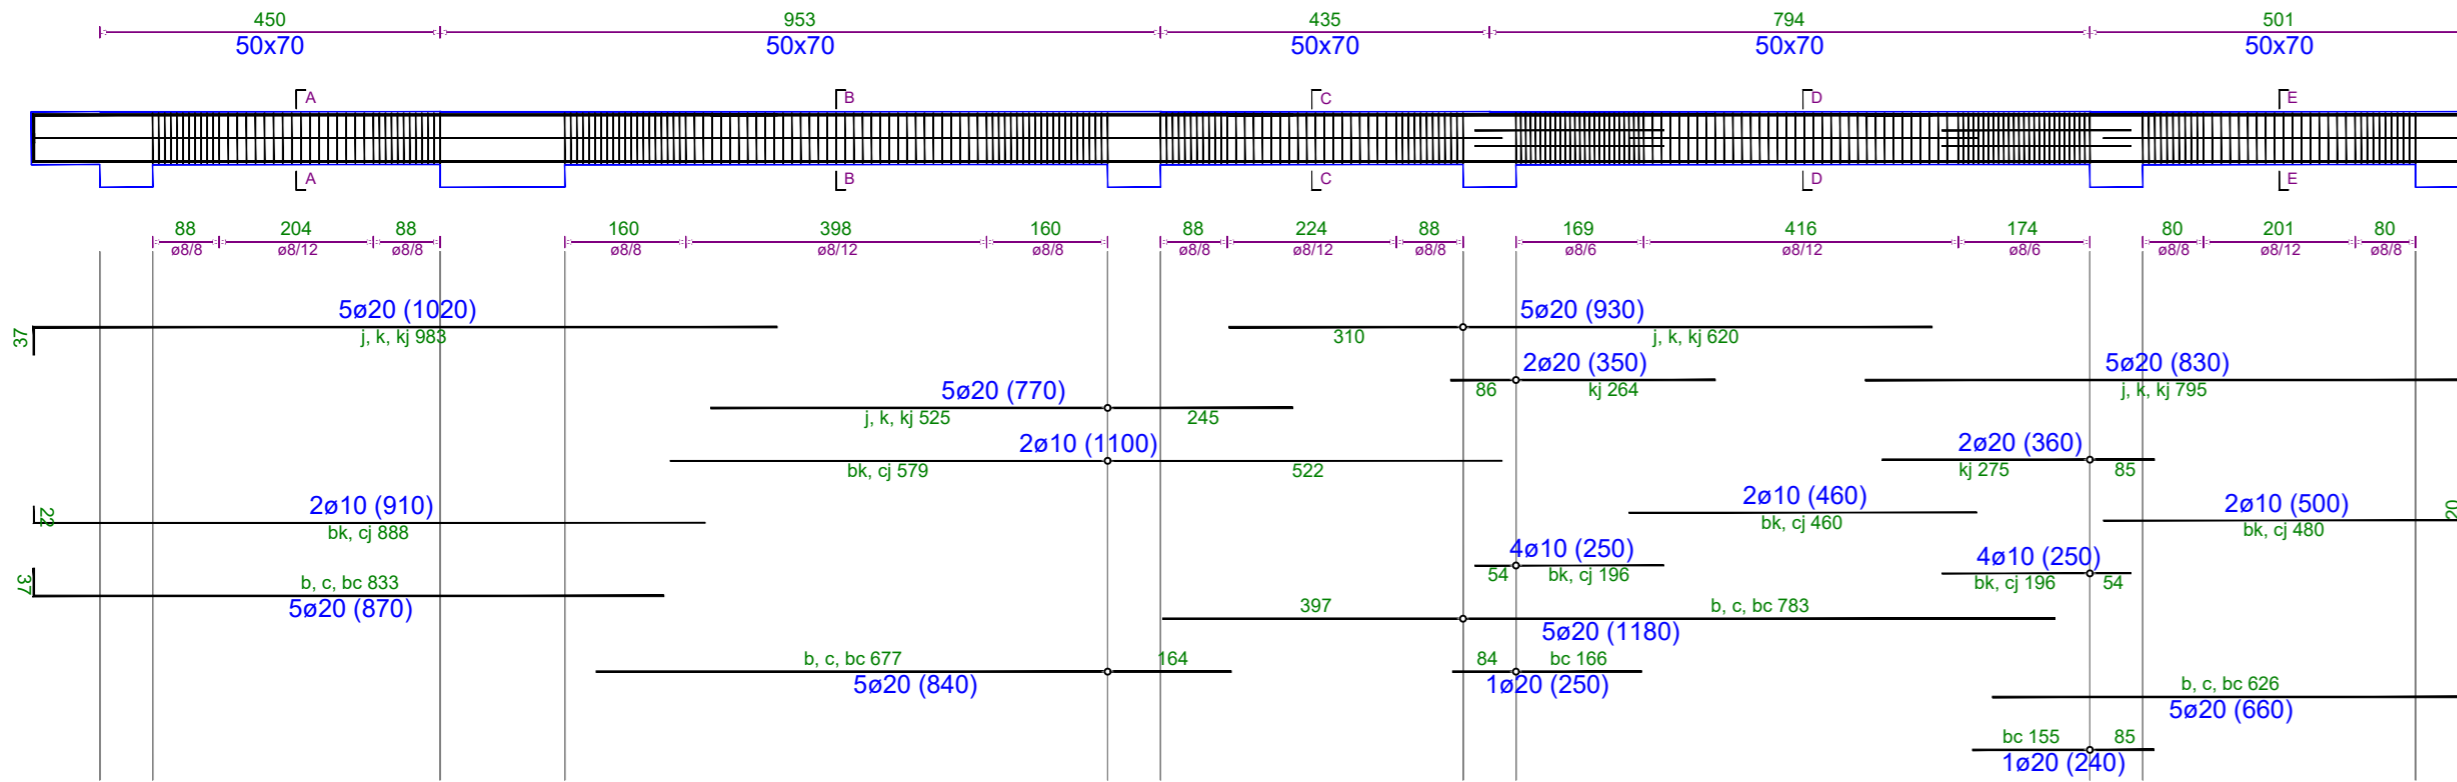 450 953 435 794 501
50x70 50x70 50x70 50x70 50x70
A B C D E
A B C D E
88 204 88 160 398 160 88 224 88 169 416 174 80 201 80
ø8/8 ø8/12 ø8/8 ø8/8 ø8/12 ø8/8 ø8/8 ø8/12 ø8/8 ø8/6 ø8/12 ø8/6 ø8/8 ø8/12 ø8/8
5ø20 (1020) 5ø20 (930)
37 j, k, kj 983 310 j, k, kj 620
2ø20 (350) 5ø20 (830)
86 kj 264 j, k, kj 795
5ø20 (770)
j, k, kj 525 245
2ø10 (1100) 2ø20 (360)
bk, cj 579 522 kj 275 85
2ø10 (910) 2ø10 (460) 2ø10 (500)
22 bk, cj 888 bk, cj 460 bk, cj 480 20
4ø10 (250) 4ø10 (250)
54 bk, cj 196 bk, cj 196 54
37 b, c, bc 833
5ø20 (870)
397 b, c, bc 783
5ø20 (1180)
b, c, bc 677 164 84 bc 166
5ø20 (840) 1ø20 (250)
b, c, bc 626
5ø20 (660)
bc 155 85
1ø20 (240)